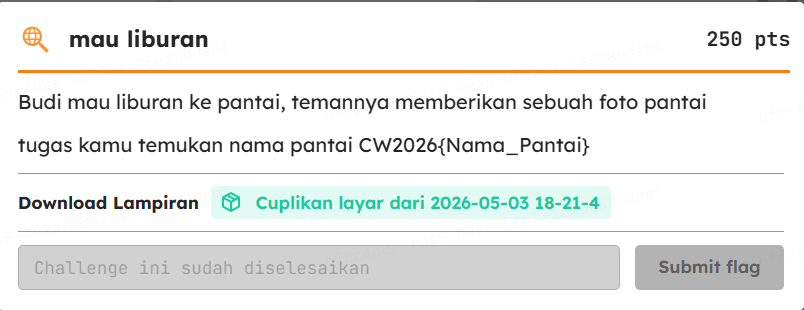 mau liburan
250 pts
Budi mau liburan ke pantai, temannya memberikan sebuah foto pantai
tugas kamu temukan nama pantai CW2026{Nama_Pantai}
Download Lampiran
Cuplikan layar dari 2026-05-03 18-21-4
Challenge ini sudah diselesaikan
Submit flag